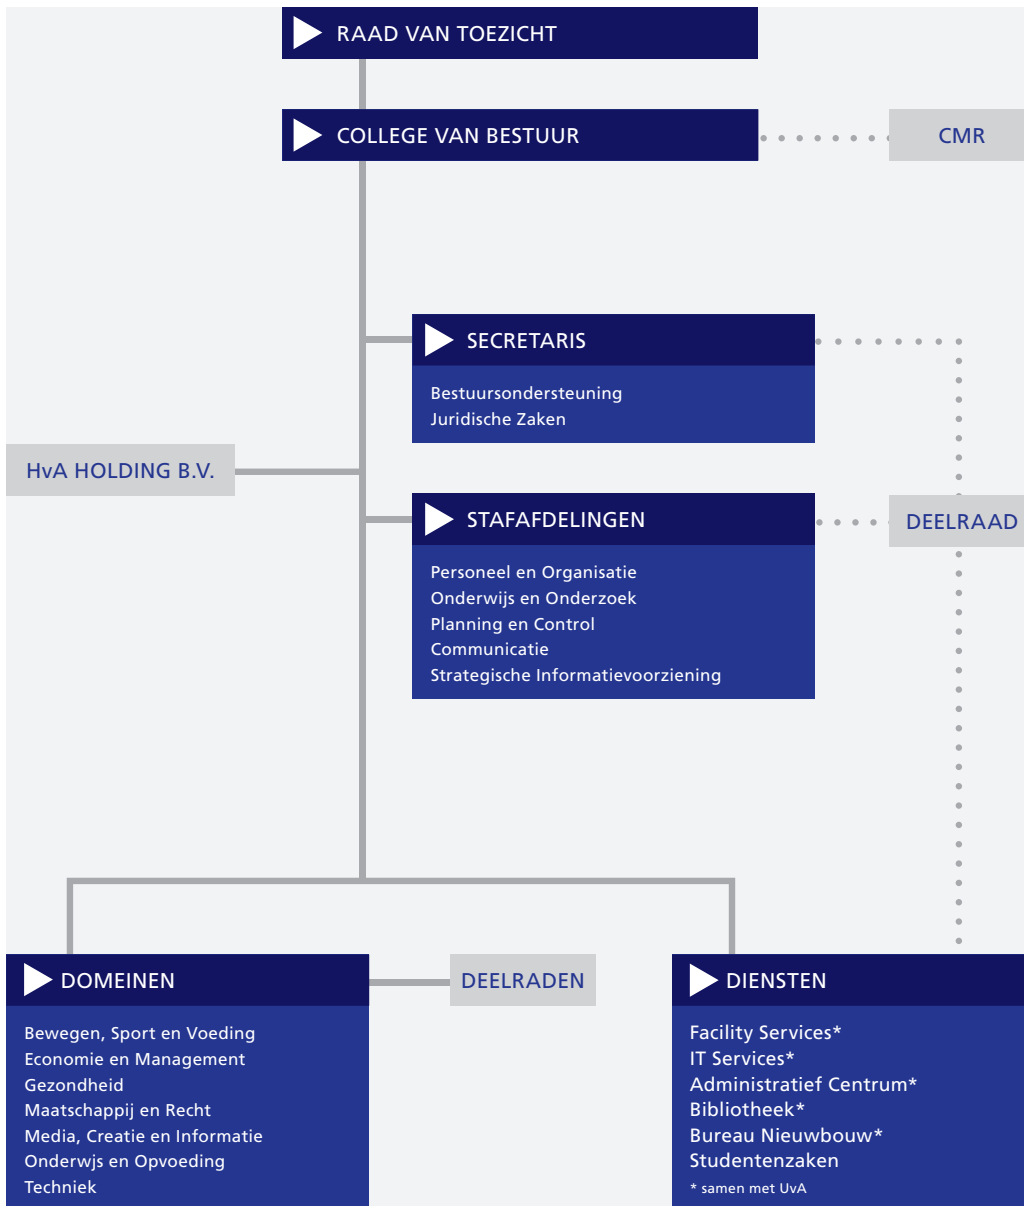 RAAD VAN TOEZICHT
COLLEGE VAN BESTUUR
CMR
SECRETARIS
Bestuursondersteuning
Juridische Zaken
HvA HOLDING B.V.
STAFAFDELINGEN
DEELRAAD
Personeel en Organisatie
Onderwijs en Onderzoek
Planning en Control
Communicatie
Strategische Informatievoorziening
DOMEINEN
Bewegen, Sport en Voeding
Economie en Management
Gezondheid
Maatschappij en Recht
Media, Creatie en Informatie
Onderwjs en Opvoeding
Techniek
DEELRADEN
DIENSTEN
Facility Services*
IT Services*
Administratief Centrum*
Bibliotheek*
Bureau Nieuwbouw*
Studentenzaken
* samen met UvA